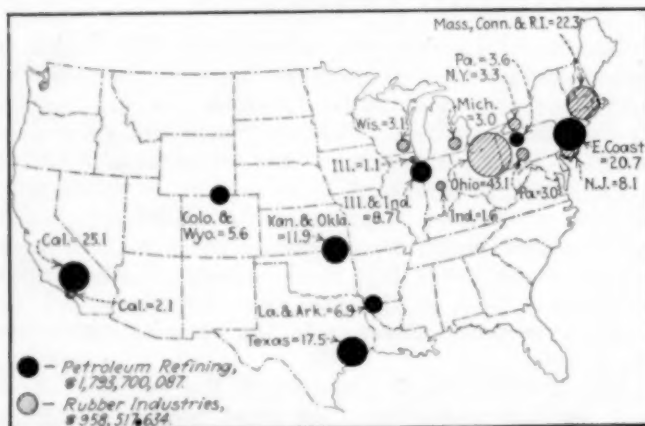 Mass, Conn. & R.I. = 22.3
Pa. = 3.6
N.Y. = 3.3
Mich. = 3.0
Wis. = 3.1
Ill. = 1.1
Ill. & Ind. = 8.7
Ohio = 43.1
Pa. = 3.0
Ind. = 1.6
E. Coast = 20.7
N.J. = 8.1
Colo. & Wyo. = 5.6
Kan. & Okla. = 11.9
Cal. = 25.1
Cal. = 2.1
La. & Ark. = 6.9
Texas = 17.5
– Petroleum Refining,
$1,793,700,087.
– Rubber Industries,
$958,517,634.